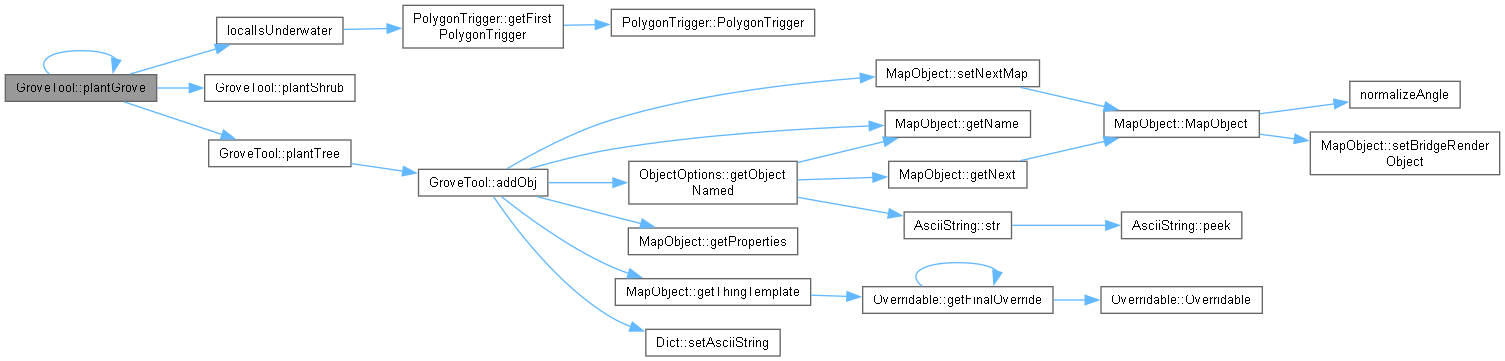 GroveTool::plantGrove
localIsUnderwater
PolygonTrigger::getFirst
PolygonTrigger
PolygonTrigger::PolygonTrigger
GroveTool::plantShrub
GroveTool::plantTree
GroveTool::addObj
MapObject::setNextMap
MapObject::getName
ObjectOptions::getObject
Named
MapObject::getNext
AsciiString::str
AsciiString::peek
MapObject::MapObject
normalizeAngle
MapObject::setBridgeRender
Object
MapObject::getProperties
MapObject::getThingTemplate
Overridable::getFinalOverride
Overridable::Overridable
Dict::setAsciiString